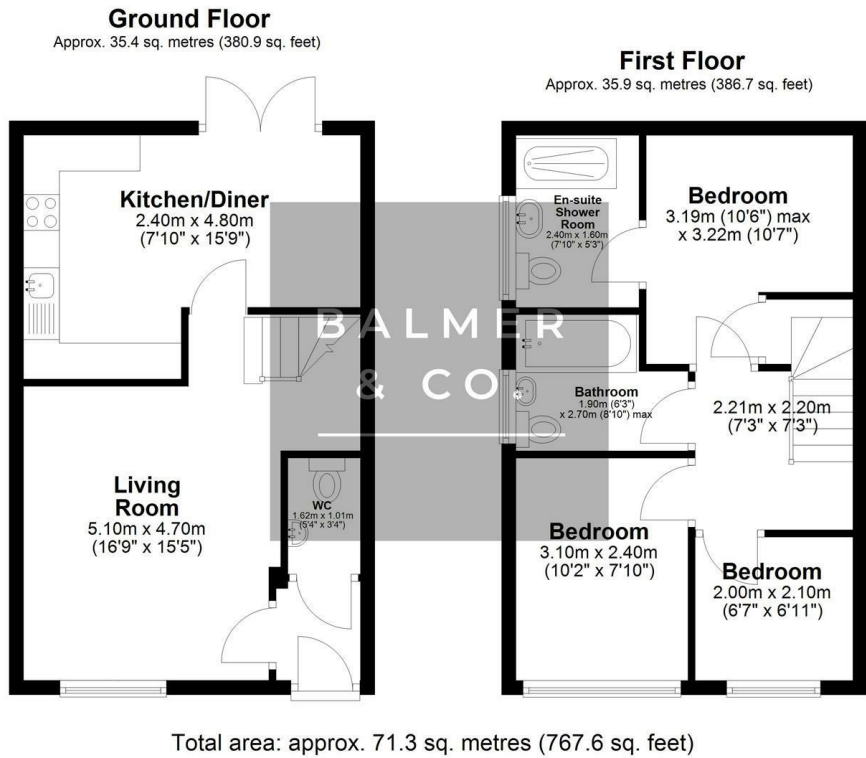 Ground Floor
Approx. 35.4 sq. metres (380.9 sq. feet)
Kitchen/Diner
2.40m x 4.80m
(7'10" x 15'9")
Living
Room
5.10m x 4.70m
(16'9" x 15'5")
WC
1.62m x 1.01m
(5'4" x 3'4")
First Floor
Approx. 35.9 sq. metres (386.7 sq. feet)
En-suite
Shower
Room
2.40m x 1.60m
(7'10" x 5'3")
Bedroom
3.19m (10'6") max
x 3.22m (10'7")
Bathroom
1.90m (6'3")
x 2.70m (8'10") max
2.21m x 2.20m
(7'3" x 7'3")
Bedroom
3.10m x 2.40m
(10'2" x 7'10")
Bedroom
2.00m x 2.10m
(6'7" x 6'11")
BALMER
& CO
Total area: approx. 71.3 sq. metres (767.6 sq. feet)